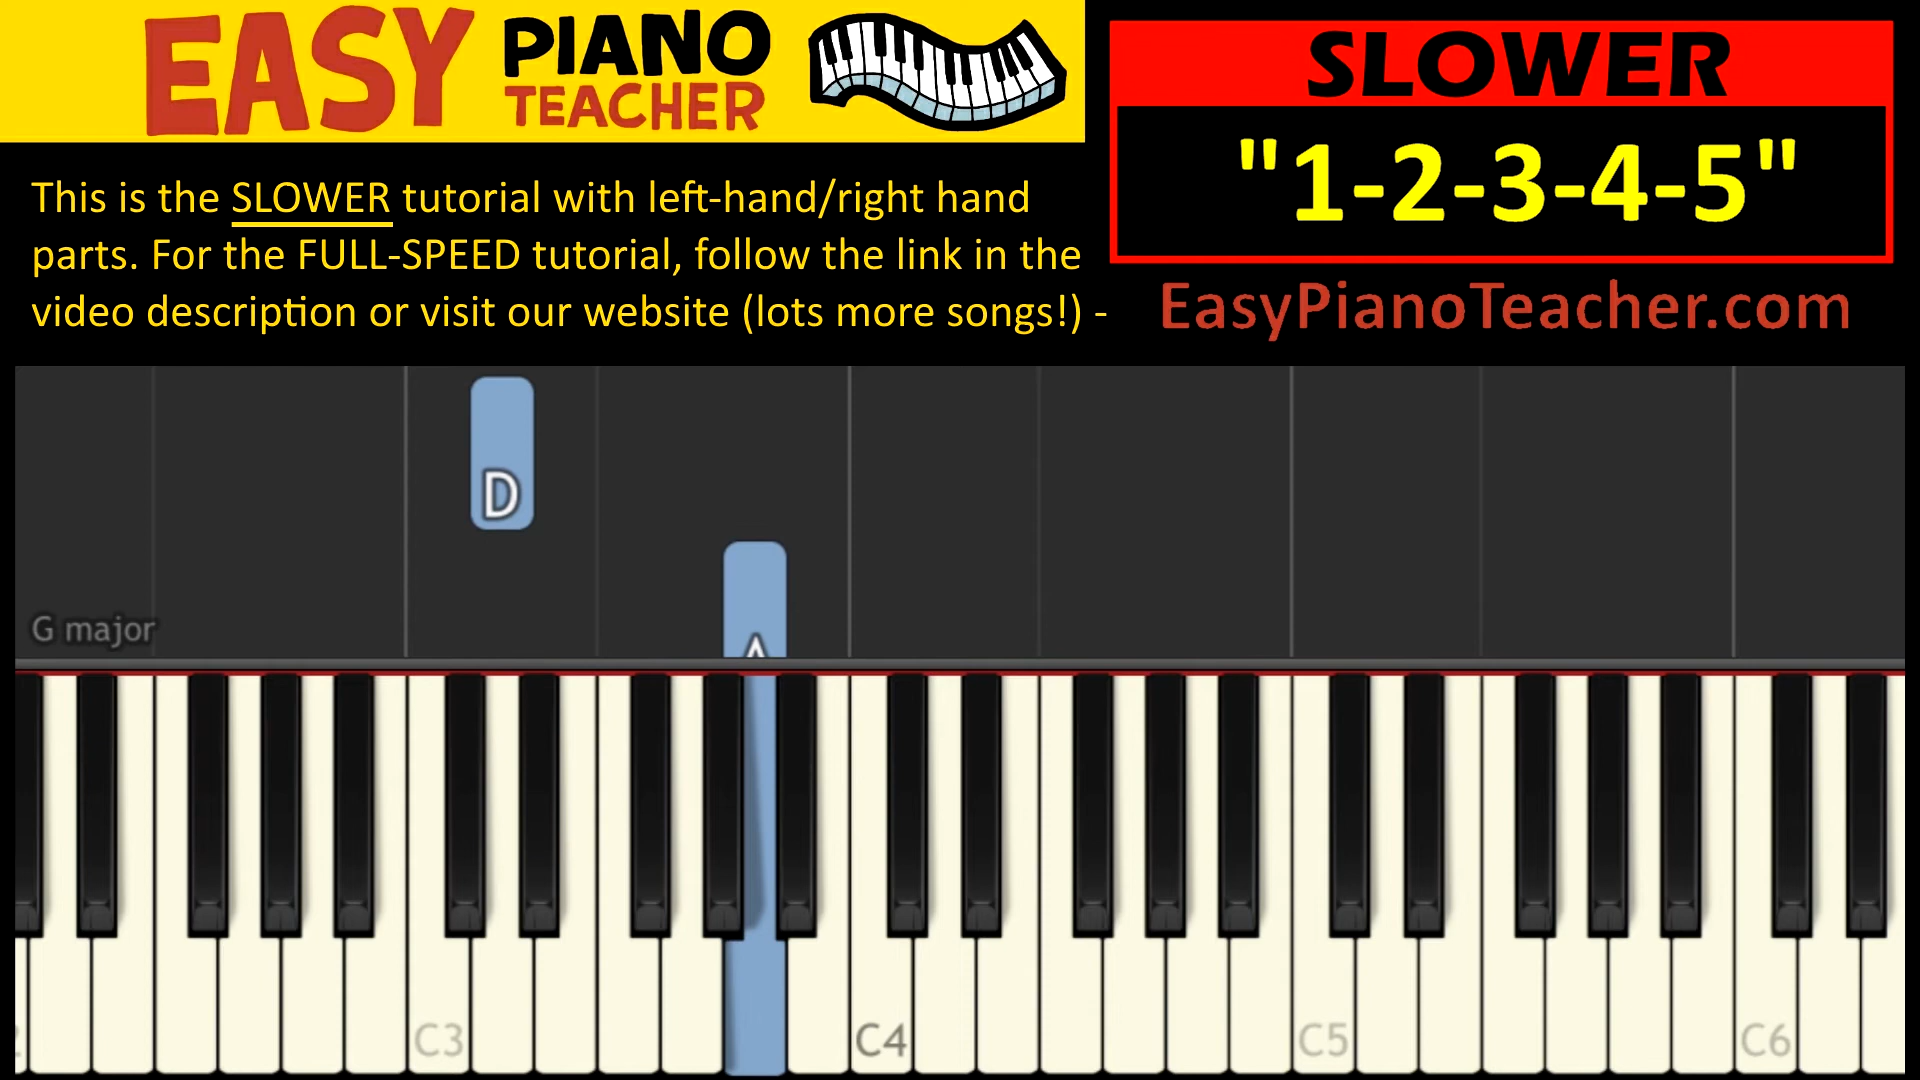 EASY PIANO TEACHER
SLOWER
"1-2-3-4-5"
This is the SLOWER tutorial with left-hand/right hand
parts. For the FULL-SPEED tutorial, follow the link in the
video description or visit our website (lots more songs!) -
EasyPianoTeacher.com
D
A
G major
C3
C4
C5
C6